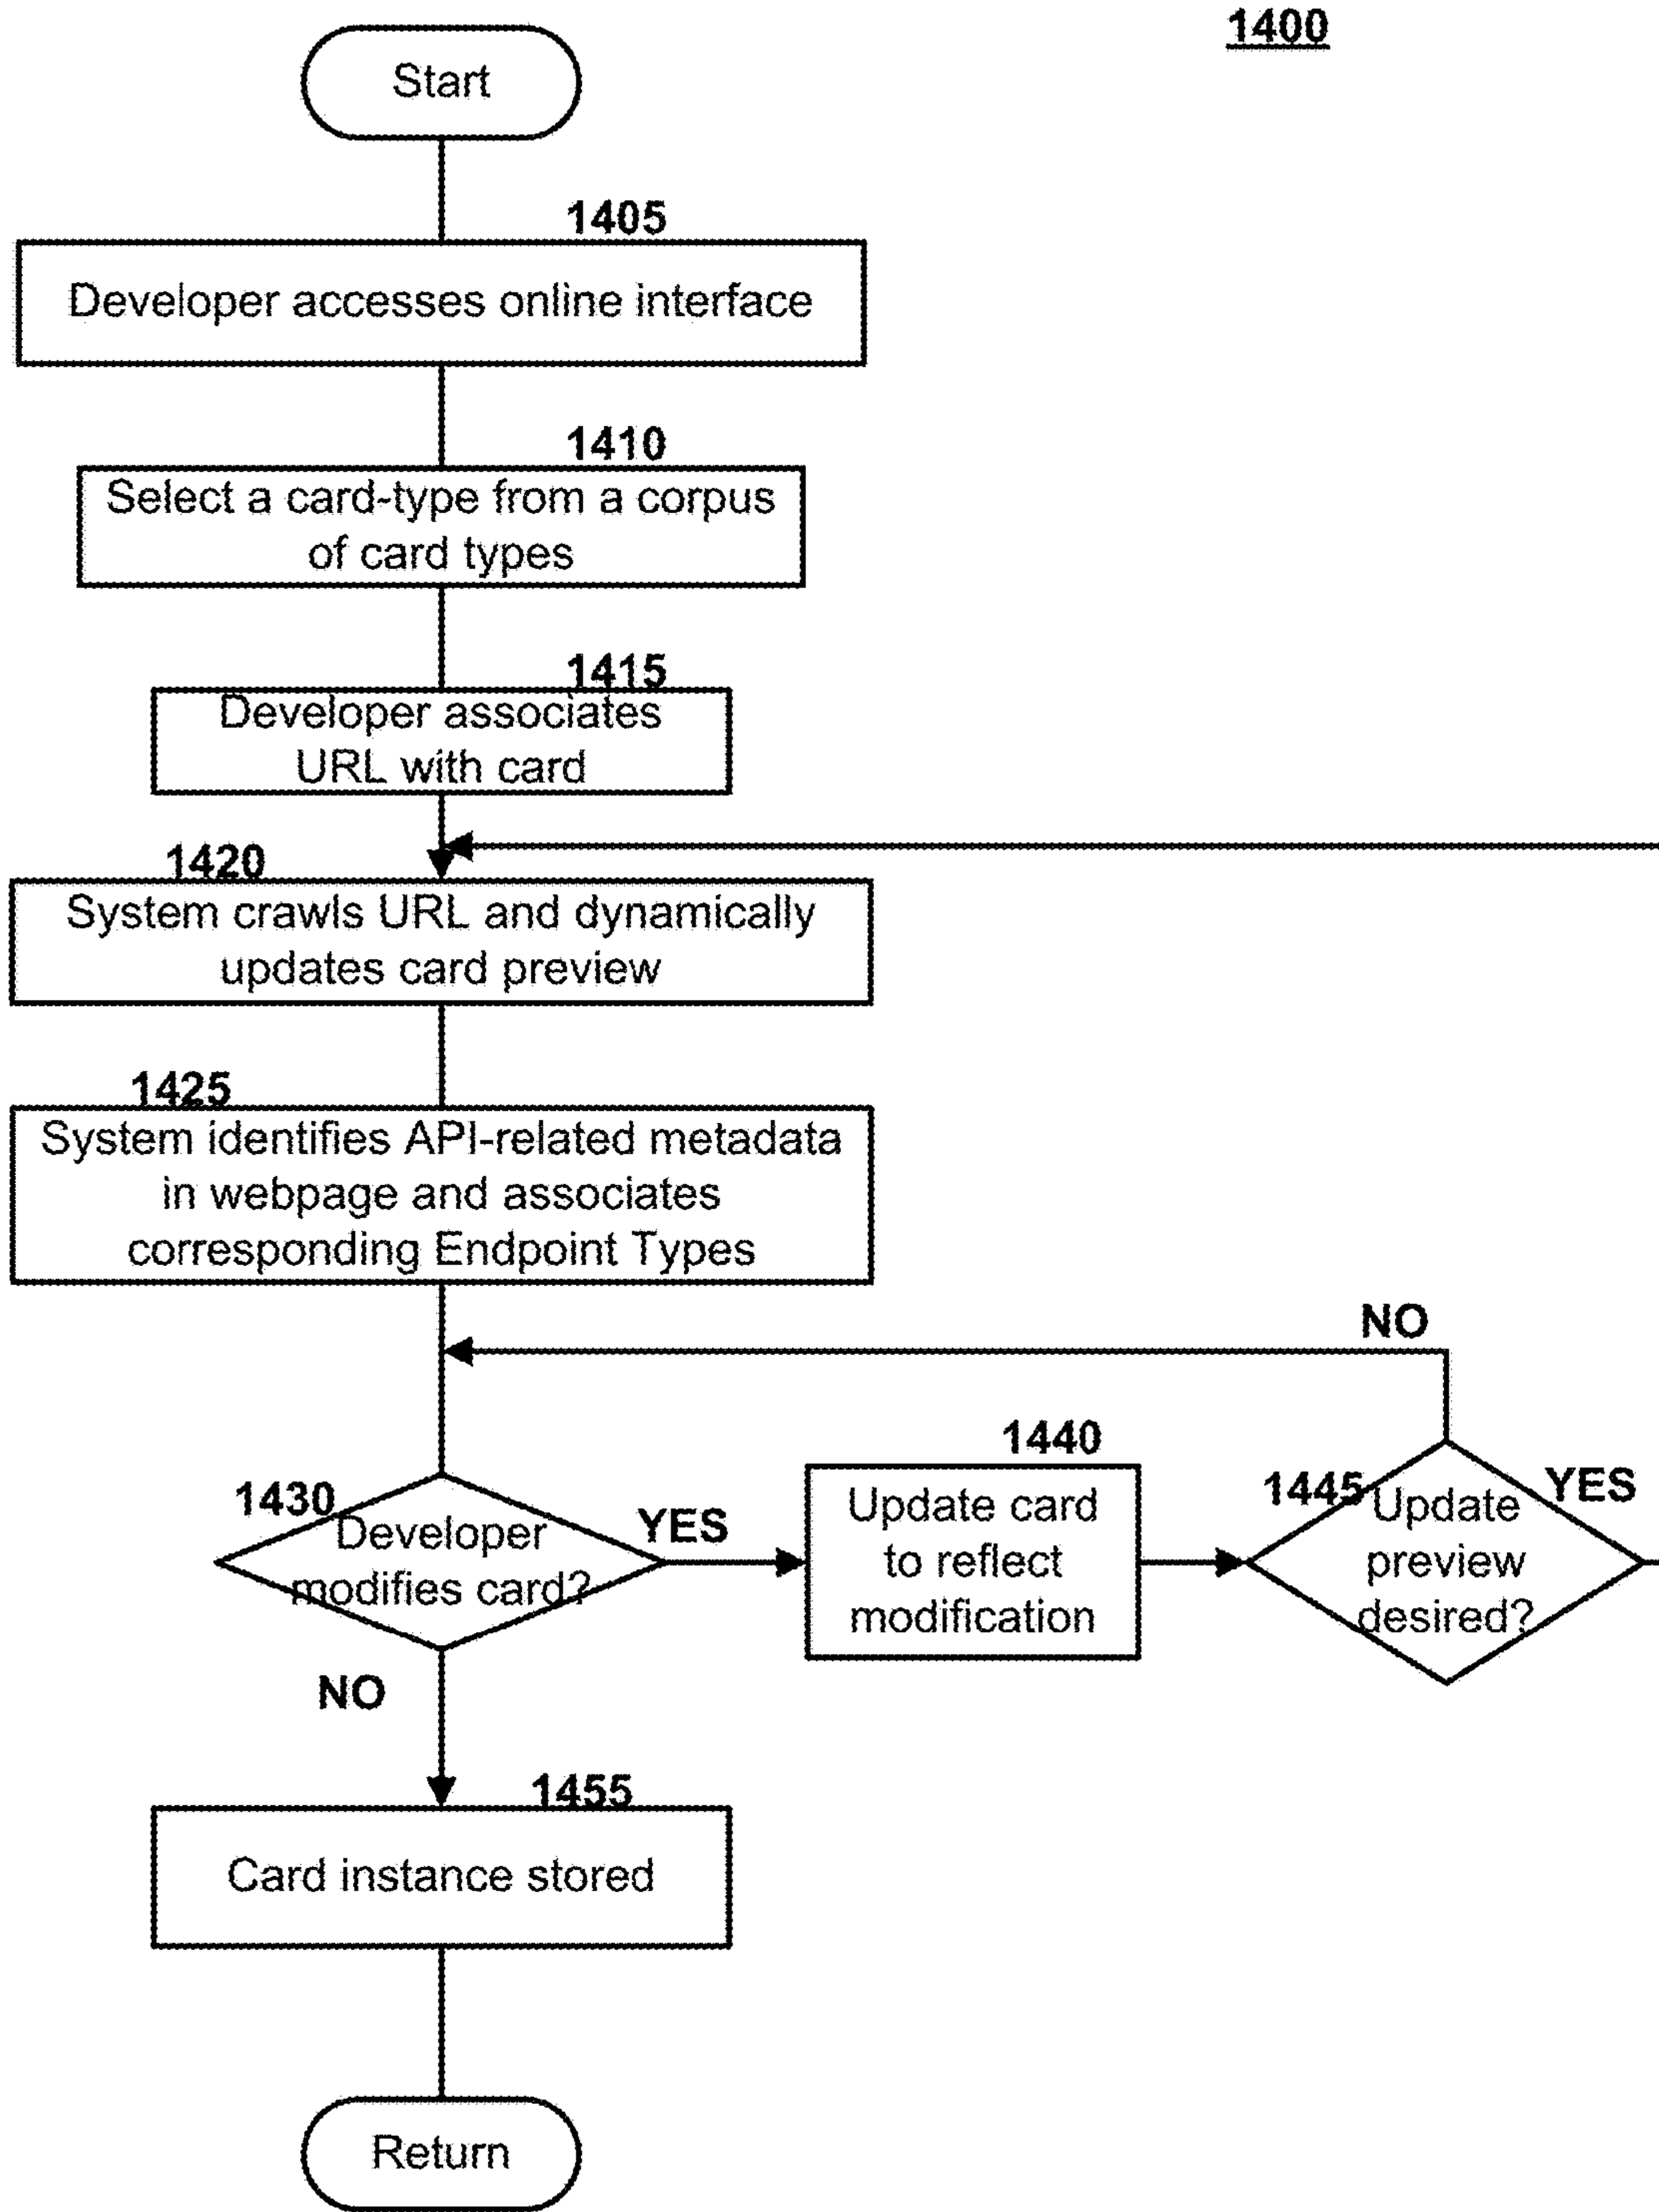 1400
Start
1405
Developer accesses online interface
1410
Select a card-type from a corpus
of card types
1415
Developer associates
URL with card
1420
System crawls URL and dynamically
updates card preview
1425
System identifies API-related metadata
in webpage and associates
corresponding Endpoint Types
NO
1430
Developer
modifies card?
YES
1440
Update card
to reflect
modification
1445
Update
preview
desired?
YES
NO
1455
Card instance stored
Return